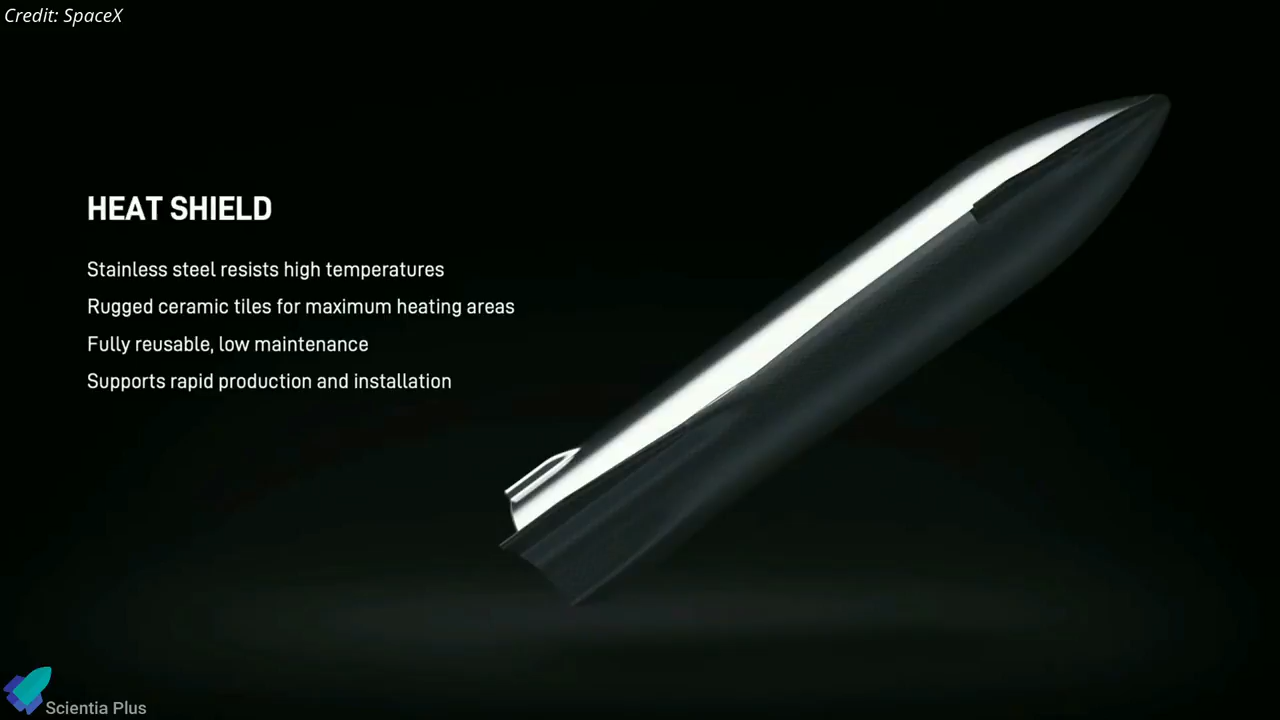 Credit: SpaceX
HEAT SHIELD
Stainless steel resists high temperatures
Rugged ceramic tiles for maximum heating areas
Fully reusable, low maintenance
Supports rapid production and installation
Scientia Plus